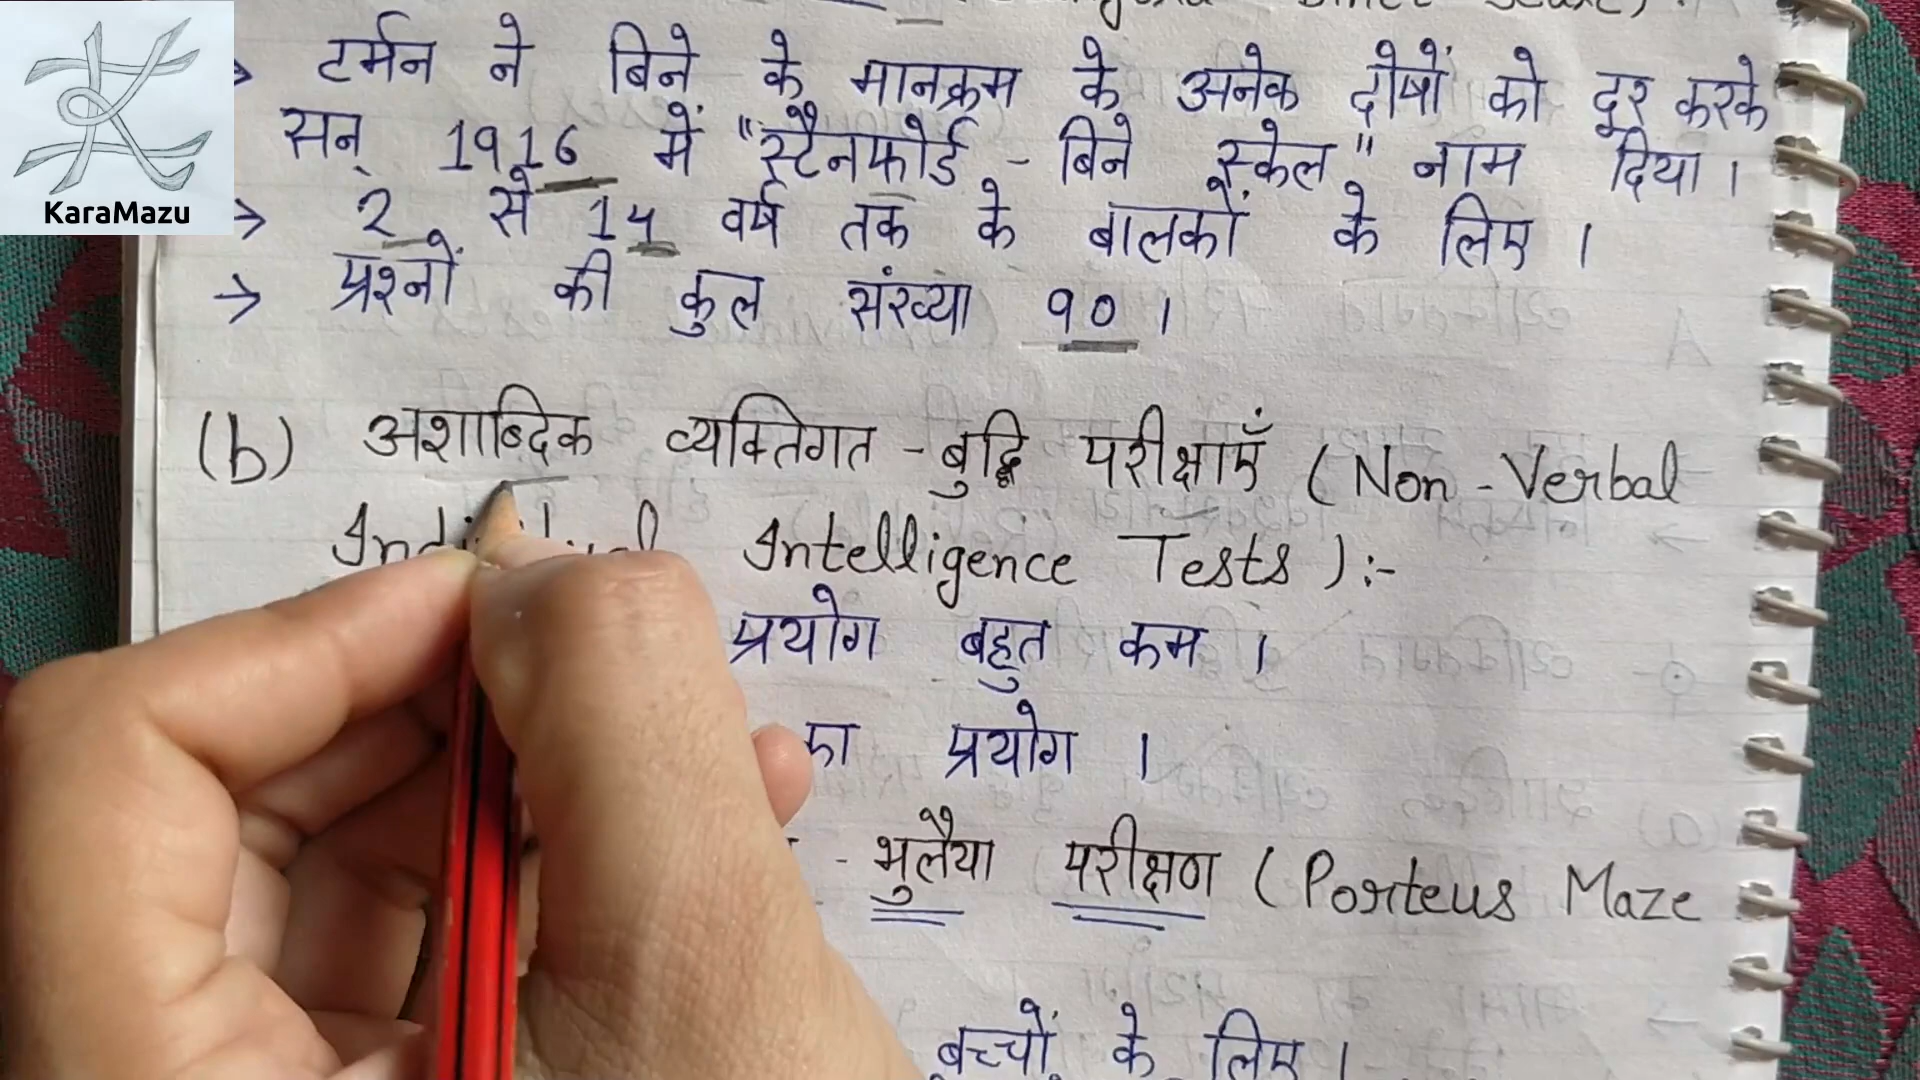 KaraMazu
→ टर्मन ने बिने के मानक्रम के अनेक दोषों को दूर करके
सन् 1916 में "स्टैनफोर्ड - बिने स्केल" नाम दिया।
→ 2 से 14 वर्ष तक के बालकों के लिए।
→ प्रश्नों की कुल संख्या 90।
(b) अशाब्दिक व्यक्तिगत - बुद्धि परीक्षाएँ (Non - Verbal
Intelligence Tests ) :-
प्रयोग बहुत कम।
का प्रयोग।
- भुलैया परीक्षण (Porteus Maze
बच्चों के लिए।